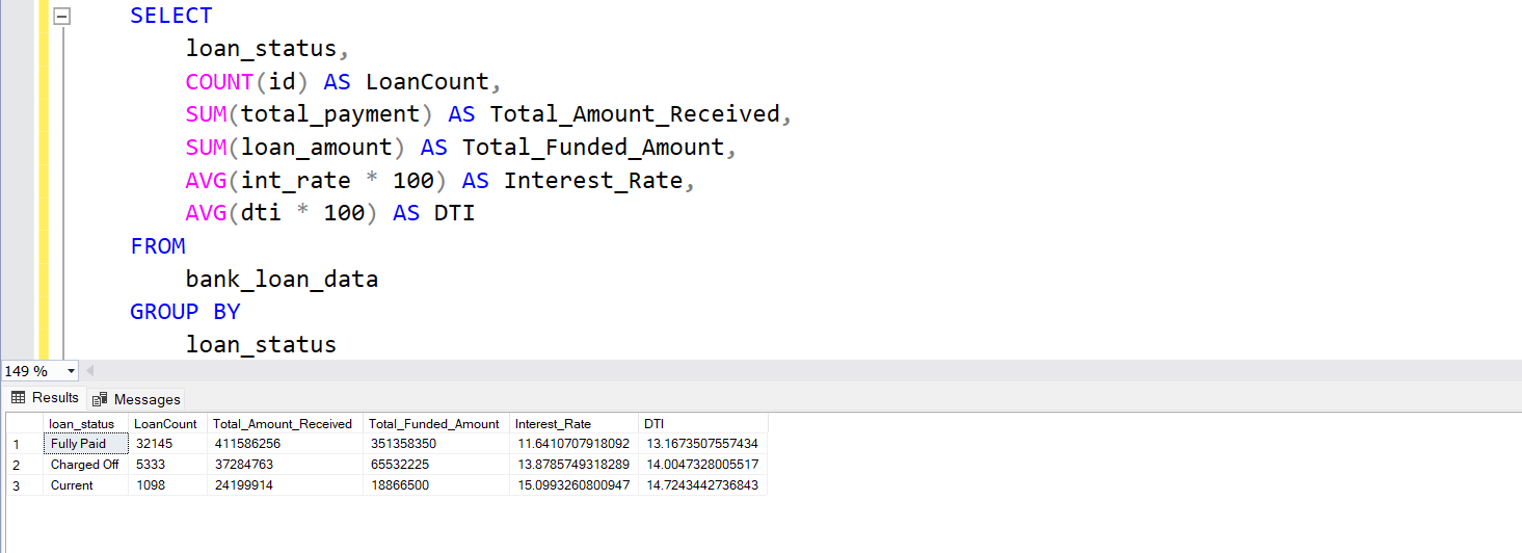 SELECT
loan_status,
COUNT(id) AS LoanCount,
SUM(total_payment) AS Total_Amount_Received,
SUM(loan_amount) AS Total_Funded_Amount,
AVG(int_rate * 100) AS Interest_Rate,
AVG(dti * 100) AS DTI
FROM
bank_loan_data
GROUP BY
loan_status
149 %
Results Messages
loan_status LoanCount Total_Amount_Received Total_Funded_Amount Interest_Rate DTI
1 Fully Paid 32145 411586256 351358350 11.6410707918092 13.1673507557434
2 Charged Off 5333 37284763 65532225 13.8785749318289 14.0047328005517
3 Current 1098 24199914 18866500 15.0993260800947 14.7243442736843